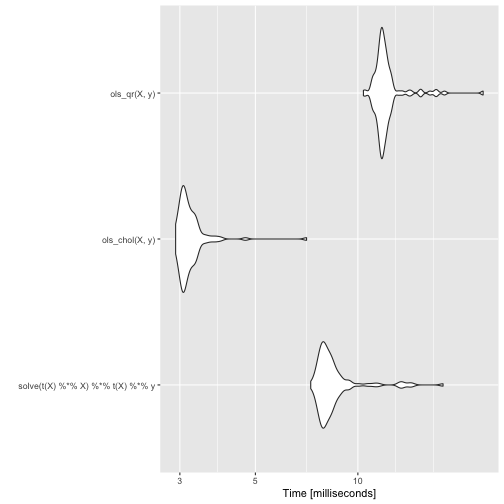 ols_qr(X, y)
ols_chol(X, y)
solve(t(X) %*% X) %*% t(X) %*% y
3 5 10
Time [milliseconds]